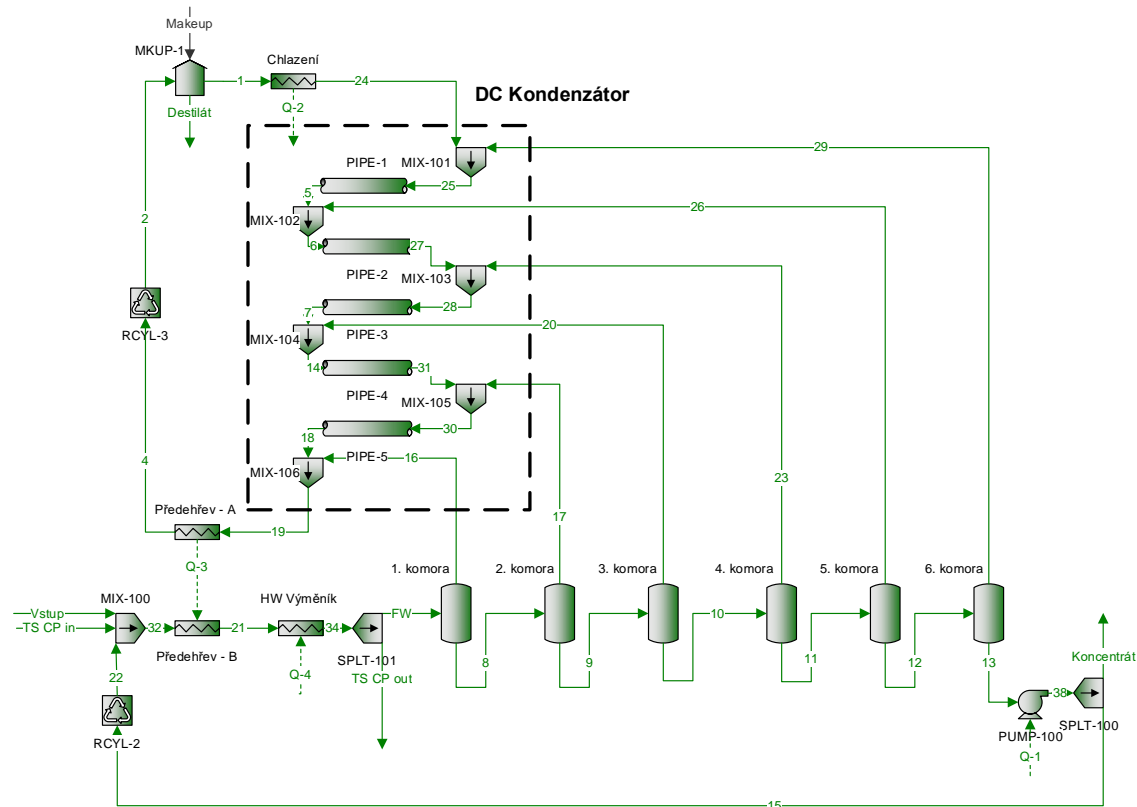 Makeup
MKUP-1
1
Chlazení
24
Q-2
Destilát
DC Kondenzátor
PIPE-1
MIX-101
29
25
5
MIX-102
26
2
6
27
PIPE-2
MIX-103
28
7
RCYL-3
MIX-104
PIPE-3
20
14
31
PIPE-4
MIX-105
30
18
4
MIX-106
PIPE-5
16
23
Předehřev - A
19
17
Q-3
1. komora
2. komora
3. komora
4. komora
5. komora
6. komora
MIX-100
HW Výměník
Vstup
TS CP in
32
21
34
FW
10
Předehřev - B
SPLT-101
8
9
11
12
13
Koncentrát
22
Q-4
TS CP out
38
RCYL-2
PUMP-100
SPLT-100
Q-1
15